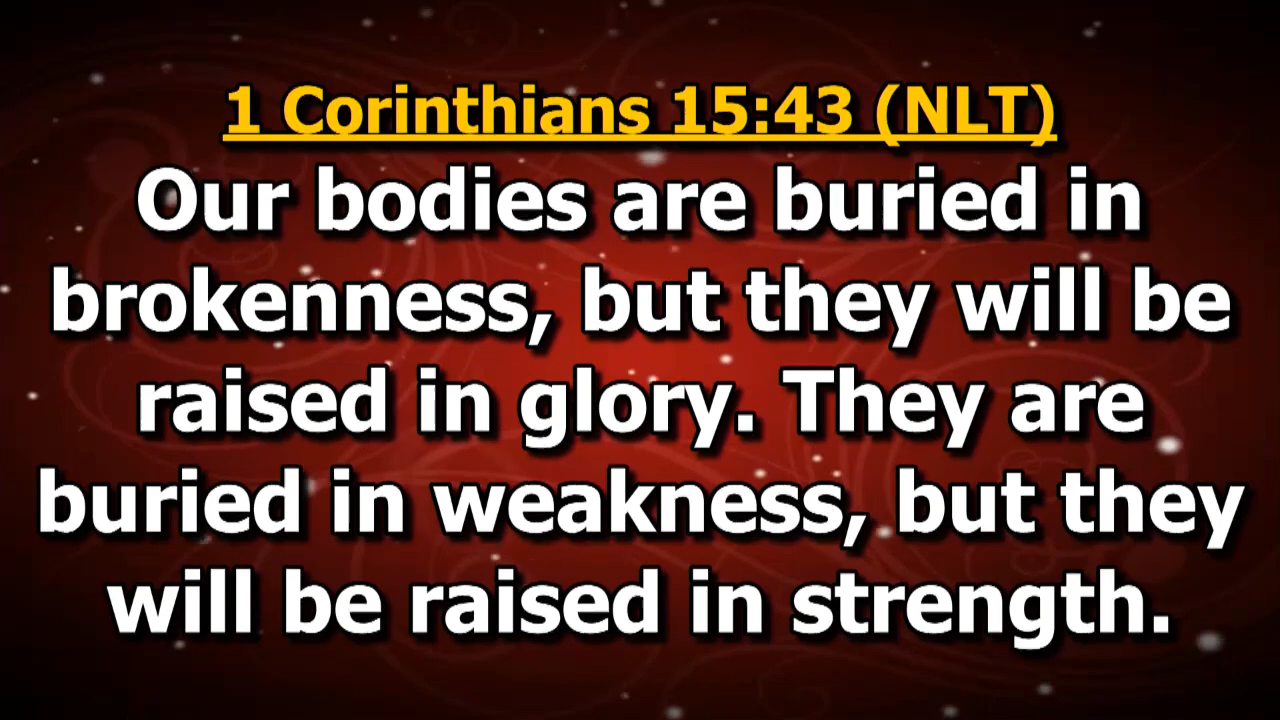 1 Corinthians 15:43 (NLT)
Our bodies are buried in
brokenness, but they will be
raised in glory. They are
buried in weakness, but they
will be raised in strength.